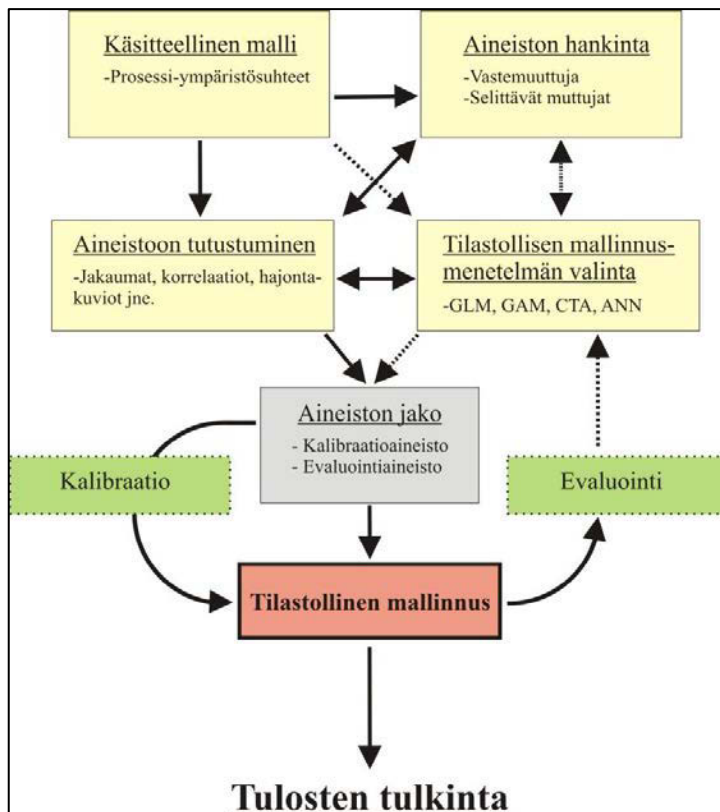 Käsitteellinen malli
-Prosessi-ympäristösuhteet
Aineiston hankinta
-Vastemuuttuja
-Selittävät muttujat
Aineistoon tutustuminen
-Jakaumat, korrelaatiot, hajonta-
kuviot jne.
Tilastollisen mallinnus-
menetelmän valinta
-GLM, GAM, CTA, ANN
Aineiston jako
- Kalibraatioaineisto
- Evaluointiaineisto
Kalibraatio
Evaluointi
Tilastollinen mallinnus
Tulosten tulkinta